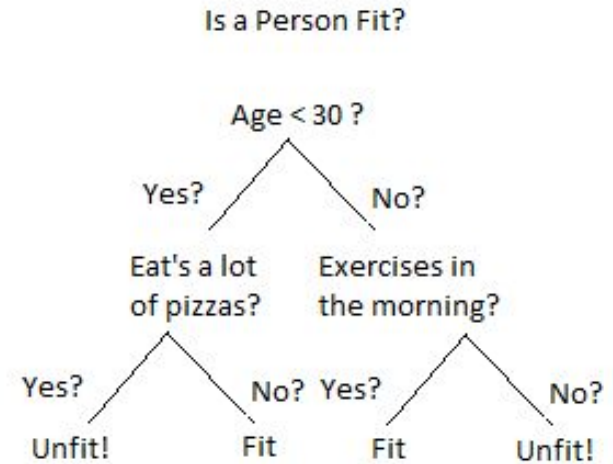 Is a Person Fit?
Age < 30 ?
Yes?
No?
Eat's a lot
of pizzas?
Exercises in
the morning?
Yes?
No?
Yes?
No?
Unfit!
Fit
Fit
Unfit!